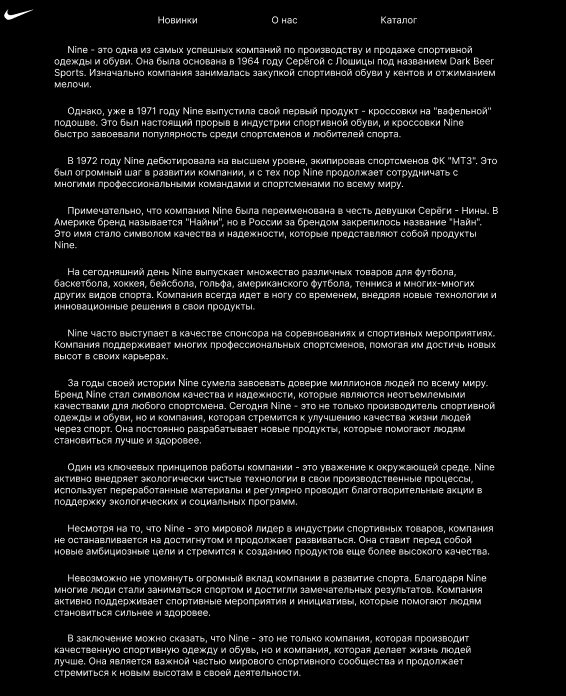 Новинки О нас Каталог
Nine - это одна из самых успешных компаний по производству и продаже спортивной
одежды и обуви. Она была основана в 1964 году Серёгой с Лошицы под названием Dark Beer
Sports. Изначально компания занималась закупкой спортивной обуви у кентов и отжиманием
мелочи.
Однако, уже в 1971 году Nine выпустила свой первый продукт - кроссовки на "вафельной"
подошве. Это был настоящий прорыв в индустрии спортивной обуви, и кроссовки Nine
быстро завоевали популярность среди спортсменов и любителей спорта.
В 1972 году Nine дебютировала на высшем уровне, экипировав спортсменов ФК "МТЗ". Это
был огромный шаг в развитии компании, и с тех пор Nine продолжает сотрудничать с
многими профессиональными командами и спортсменами по всему миру.
Примечательно, что компания Nine была переименована в честь девушки Серёги - Нины. В
Америке бренд называется "Найни", но в России за брендом закрепилось название "Найн".
Это имя стало символом качества и надежности, которые представляют собой продукты
Nine.
На сегодняшний день Nine выпускает множество различных товаров для футбола,
баскетбола, хоккея, бейсбола, гольфа, американского футбола, тенниса и многих-многих
других видов спорта. Компания всегда идет в ногу со временем, внедряя новые технологии и
инновационные решения в свои продукты.
Nine часто выступает в качестве спонсора на соревнованиях и спортивных мероприятиях.
Компания поддерживает многих профессиональных спортсменов, помогая им достичь новых
высот в своих карьерах.
За годы своей истории Nine сумела завоевать доверие миллионов людей по всему миру.
Бренд Nine стал символом качества и надежности, которые являются неотъемлемыми
качествами для любого спортсмена. Сегодня Nine - это не только производитель спортивной
одежды и обуви, но и компания, которая стремится к улучшению качества жизни людей
через спорт. Она постоянно разрабатывает новые продукты, которые помогают людям
становиться лучше и здоровее.
Один из ключевых принципов работы компании - это уважение к окружающей среде. Nine
активно внедряет экологически чистые технологии в свои производственные процессы,
использует переработанные материалы и регулярно проводит благотворительные акции в
поддержку экологических и социальных программ.
Несмотря на то, что Nine - это мировой лидер в индустрии спортивных товаров, компания
не останавливается на достигнутом и продолжает развиваться. Она ставит перед собой
новые амбициозные цели и стремится к созданию продуктов еще более высокого качества.
Невозможно не упомянуть огромный вклад компании в развитие спорта. Благодаря Nine
многие люди стали заниматься спортом и достигли замечательных результатов. Компания
активно поддерживает спортивные мероприятия и инициативы, которые помогают людям
становиться сильнее и здоровее.
В заключение можно сказать, что Nine - это не только компания, которая производит
качественную спортивную одежду и обувь, но и компания, которая делает жизнь людей
лучше. Она является важной частью мирового спортивного сообщества и продолжает
стремиться к новым высотам в своей деятельности.